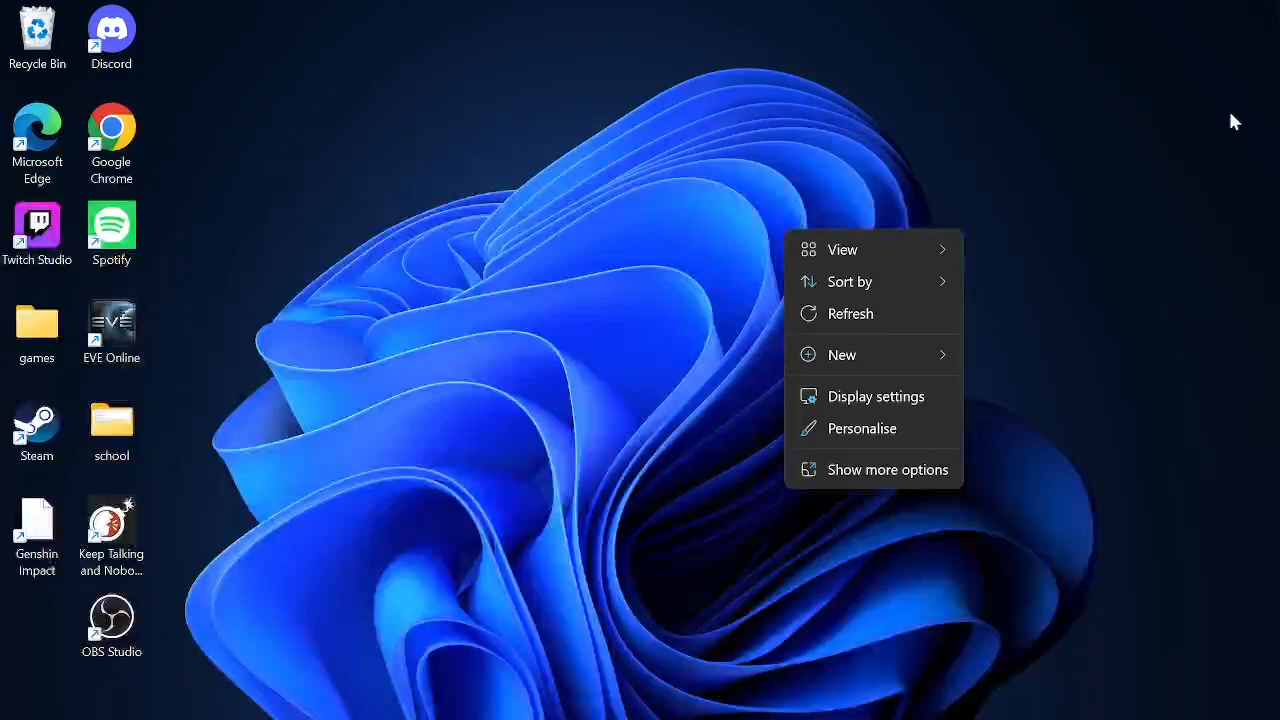 Recycle Bin
Discord
Microsoft
Edge
Google
Chrome
Twitch Studio
Spotify
games
EVE
EVE Online
Steam
school
Genshin
Impact
Keep Talking
and Nobo...
OBS Studio
View
Sort by
Refresh
New
Display settings
Personalise
Show more options